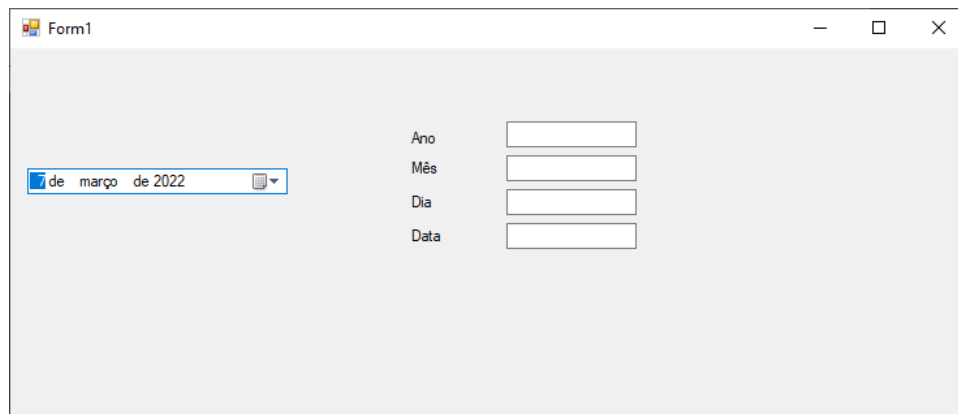 Form1
7 de março de 2022
Ano
Mês
Dia
Data